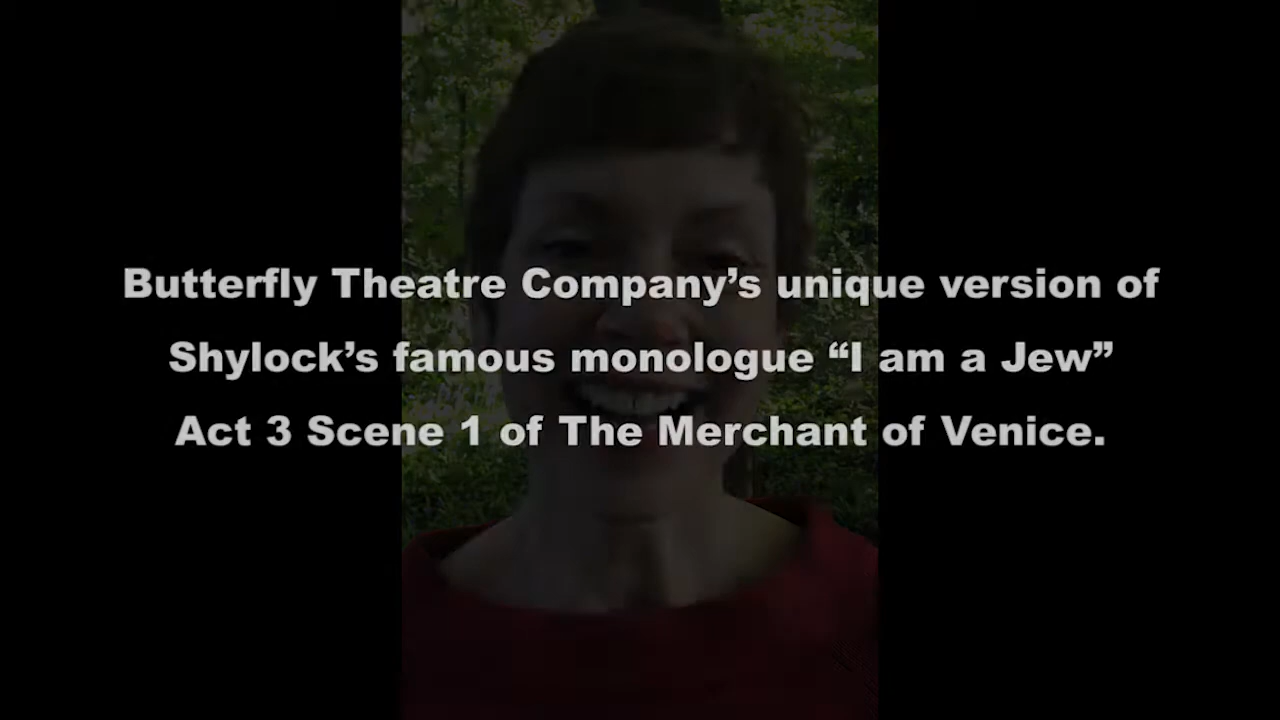 Butterfly Theatre Company’s unique version of
Shylock’s famous monologue “I am a Jew”
Act 3 Scene 1 of The Merchant of Venice.